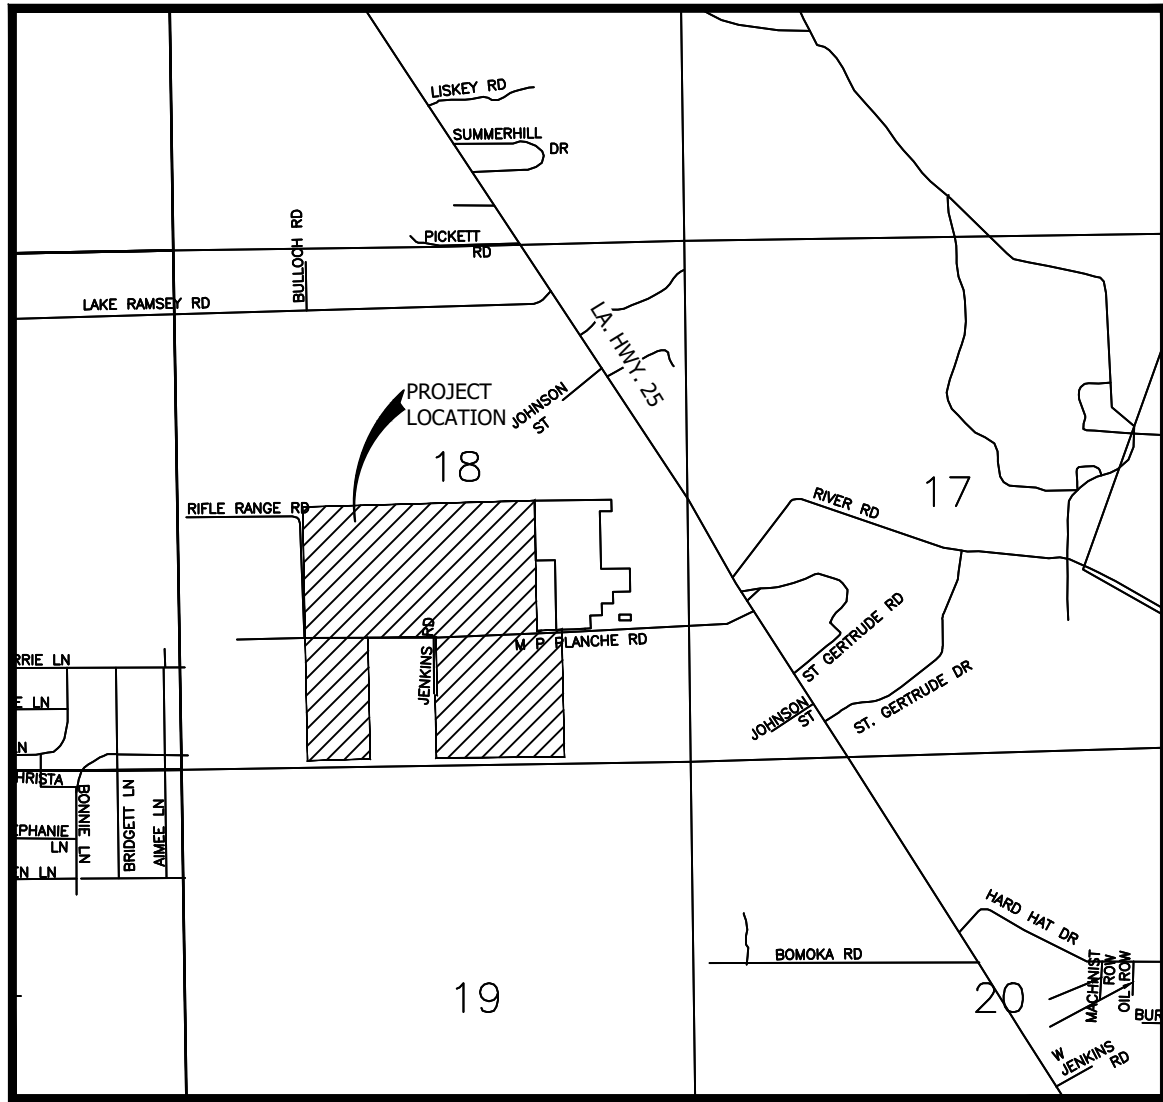 LISKEY RD
SUMMERHILL
DR
BULLOCH RD
PICKETT
RD
LAKE RAMSEY RD
LA. HWY. 25
PROJECT
LOCATION
JOHNSON
ST
18
17
RIFLE RANGE RD
RIVER RD
M P PLANCHE RD
JENKINS RD
ST GERTRUDE RD
ST. GERTRUDE DR
JOHNSON
ST
RRIE LN
E LN
N
HRISTA
EPHANIE
LN
EN LN
BONNIE LN
BRIDGETT LN
AIMEE LN
HARD HAT DR
BOMOKA RD
MACHINIST
ROW
OIL ROW
BUR
19
20
W
JENKINS
RD